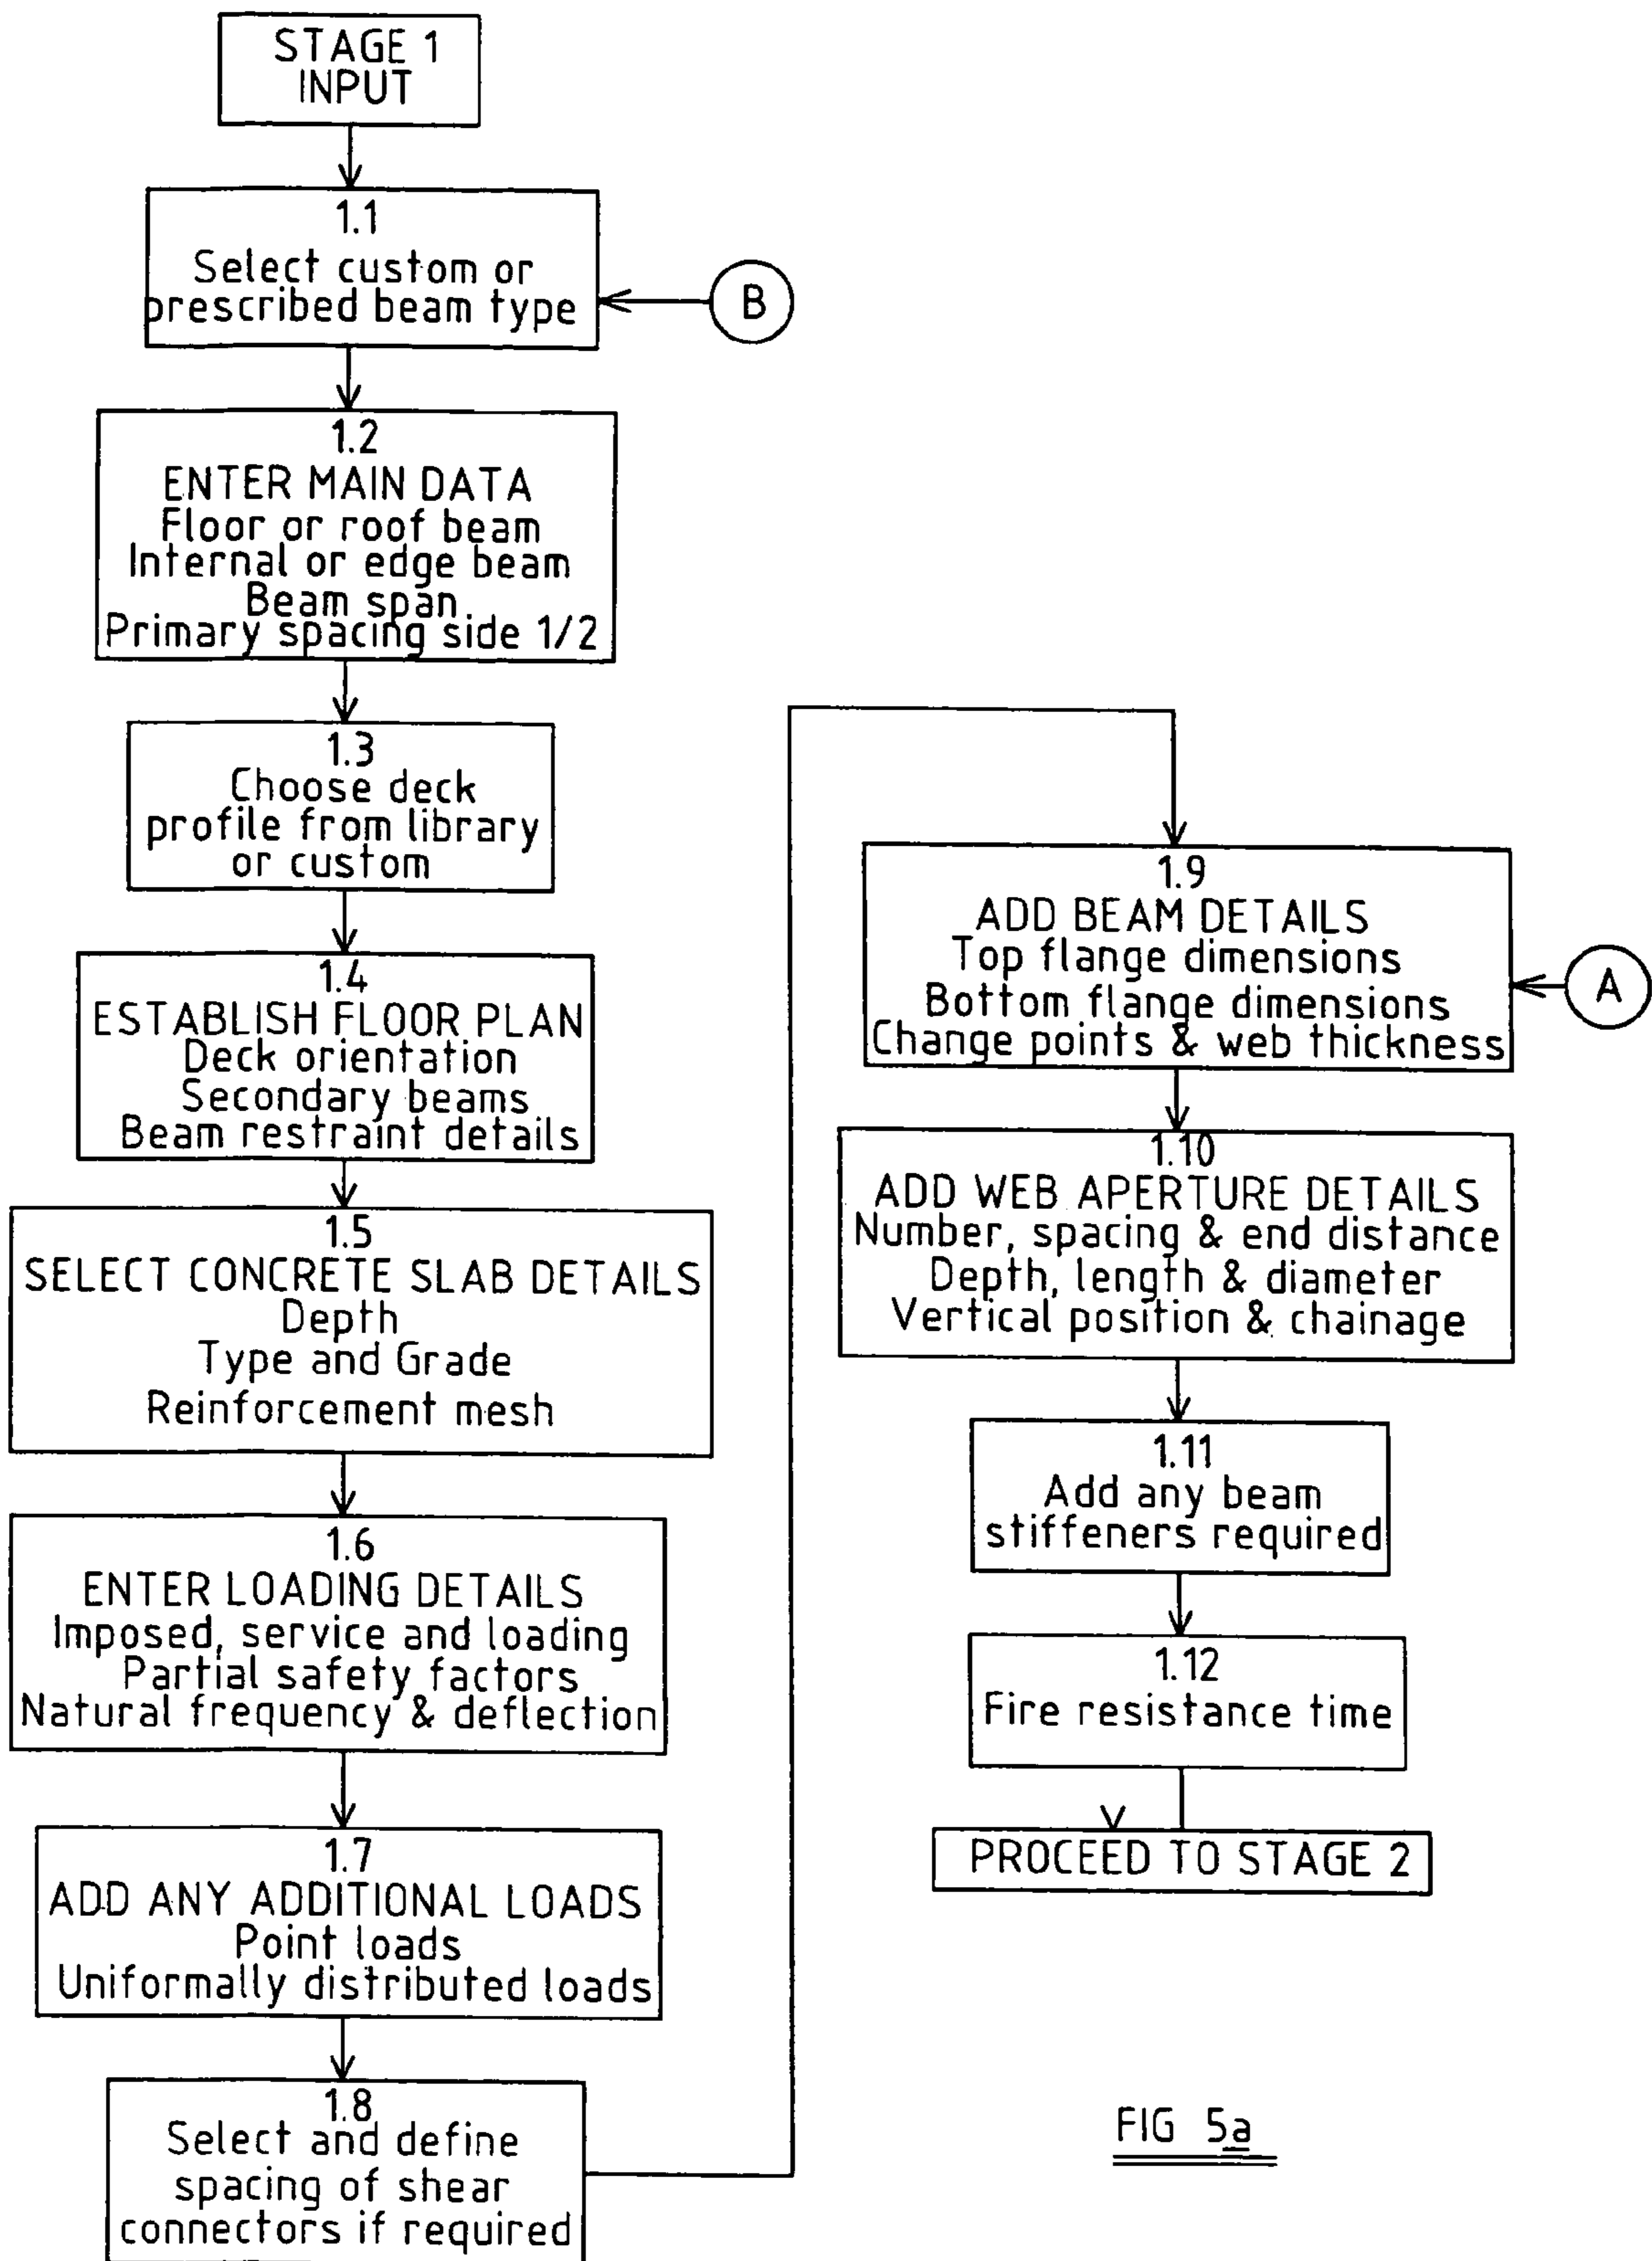 STAGE 1
INPUT
1.1
Select custom or
prescribed beam type
B
1.2
ENTER MAIN DATA
Floor or roof beam
Internal or edge beam
Beam span
Primary spacing side 1/2
1.3
Choose deck
profile from library
or custom
1.4
ESTABLISH FLOOR PLAN
Deck orientation
Secondary beams
Beam restraint details
1.5
SELECT CONCRETE SLAB DETAILS
Depth
Type and Grade
Reinforcement mesh
1.6
ENTER LOADING DETAILS
Imposed, service and loading
Partial safety factors
Natural frequency & deflection
1.7
ADD ANY ADDITIONAL LOADS
Point loads
Uniformally distributed loads
1.8
Select and define
spacing of shear
connectors if required
1.9
ADD BEAM DETAILS
Top flange dimensions
Bottom flange dimensions
Change points & web thickness
A
1.10
ADD WEB APERTURE DETAILS
Number, spacing & end distance
Depth, length & diameter
Vertical position & chainage
1.11
Add any beam
stiffeners required
1.12
Fire resistance time
PROCEED TO STAGE 2
FIG 5a